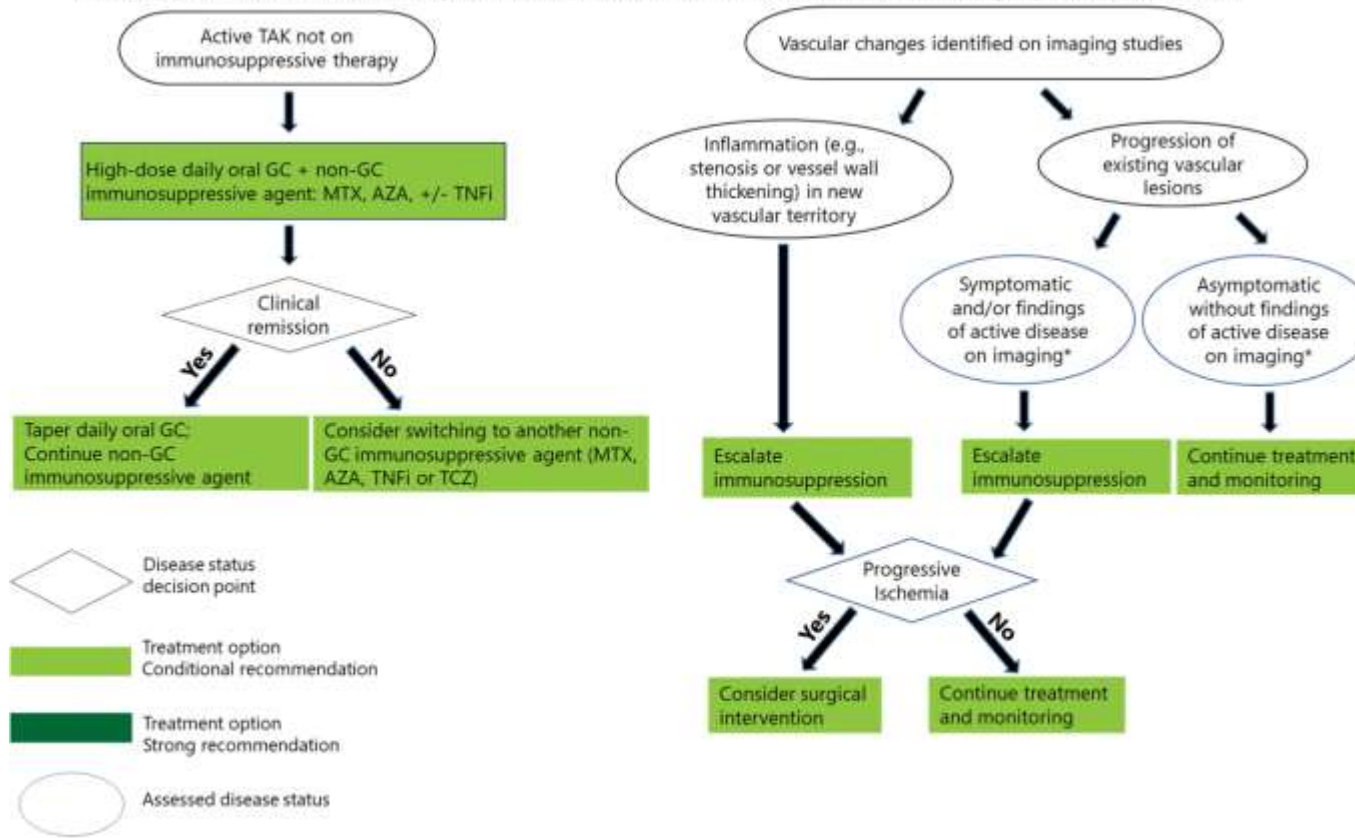 Active TAK not on
immunosuppressive therapy
High-dose daily oral GC + non-GC
immunosuppressive agent: MTX, AZA, +/- TNFi
Clinical
remission
Yes
No
Taper daily oral GC;
Continue non-GC
immunosuppressive agent
Consider switching to another non-
GC immunosuppressive agent (MTX,
AZA, TNFi or TCZ)
Disease status
decision point
Treatment option
Conditional recommendation
Treatment option
Strong recommendation
Assessed disease status
Vascular changes identified on imaging studies
Inflammation (e.g.,
stenosis or vessel wall
thickening) in new
vascular territory
Progression of
existing vascular
lesions
Symptomatic
and/or findings
of active disease
on imaging*
Asymptomatic
without findings
of active disease
on imaging*
Escalate
immunosuppression
Escalate
immunosuppression
Continue treatment
and monitoring
Progressive
Ischemia
Yes
No
Consider surgical
intervention
Continue treatment
and monitoring